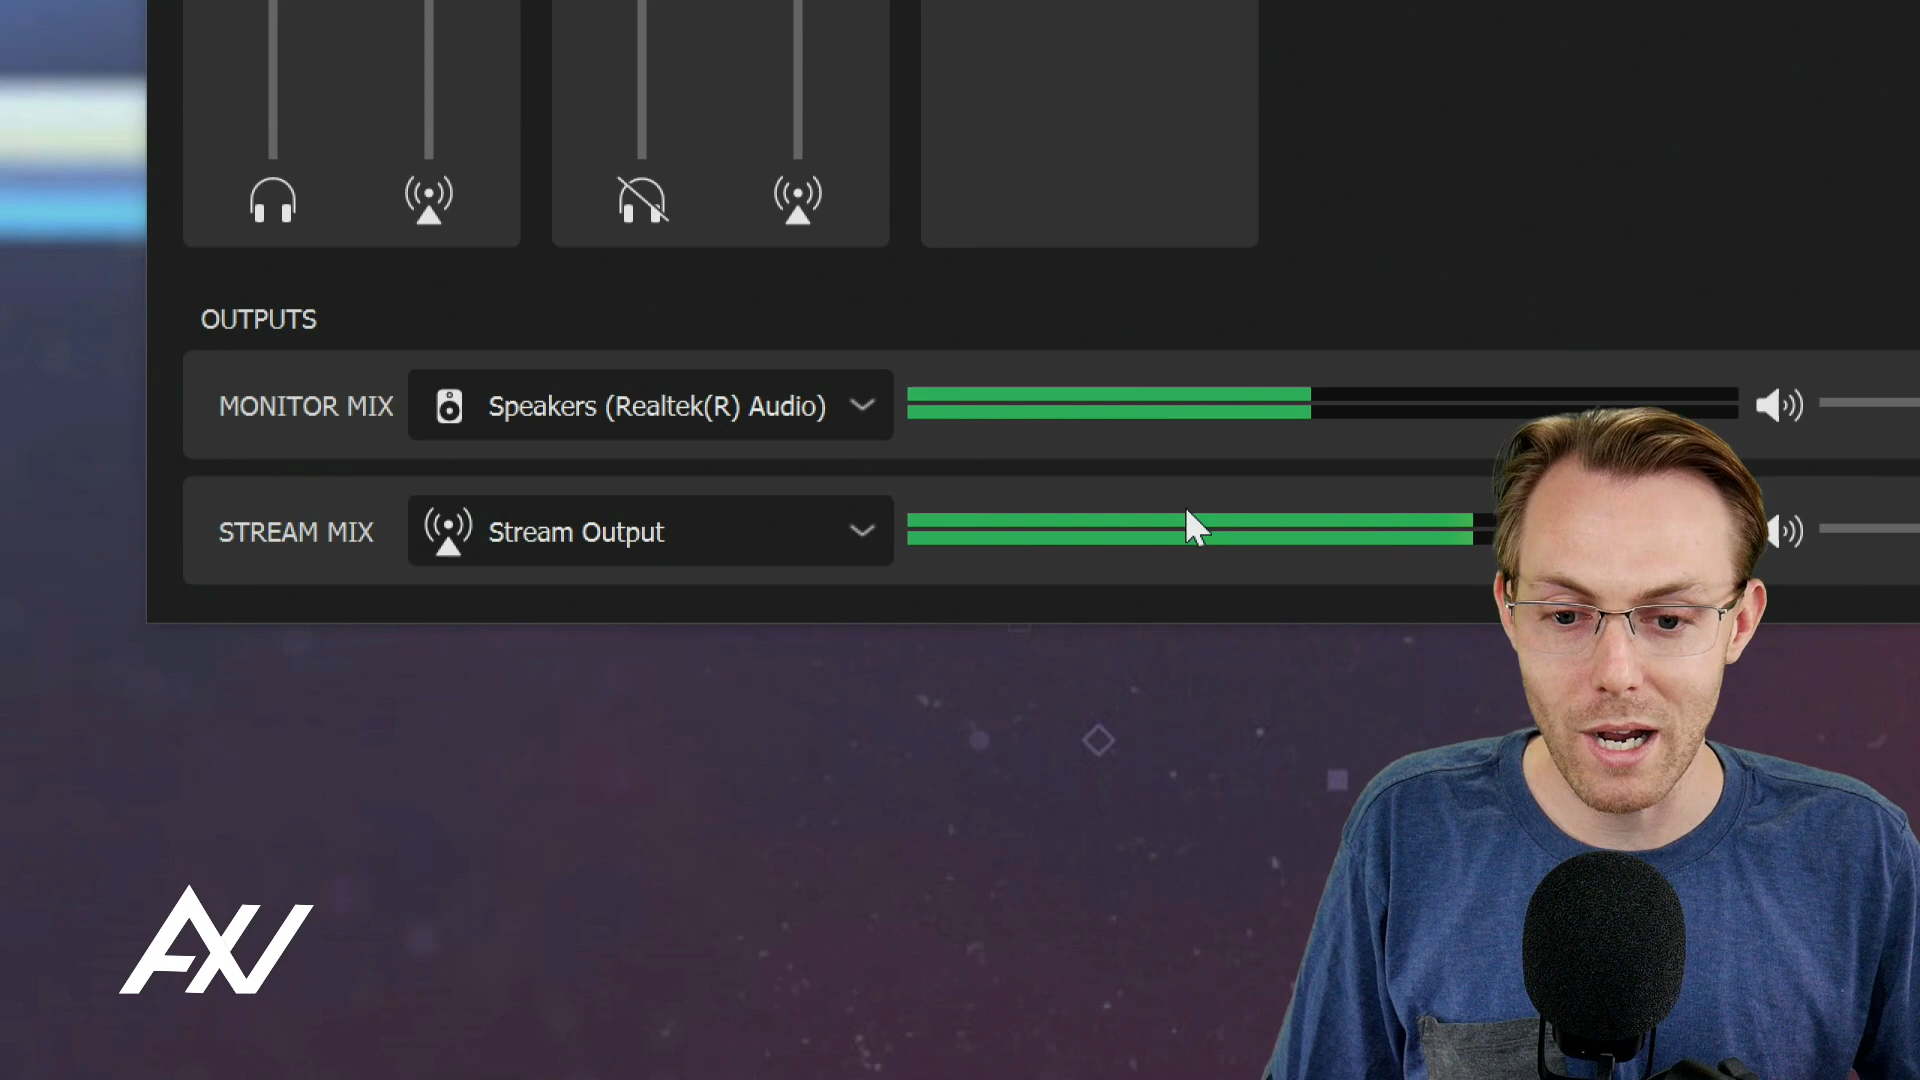 OUTPUTS
MONITOR MIX Speakers (Realtek(R) Audio)
STREAM MIX Stream Output